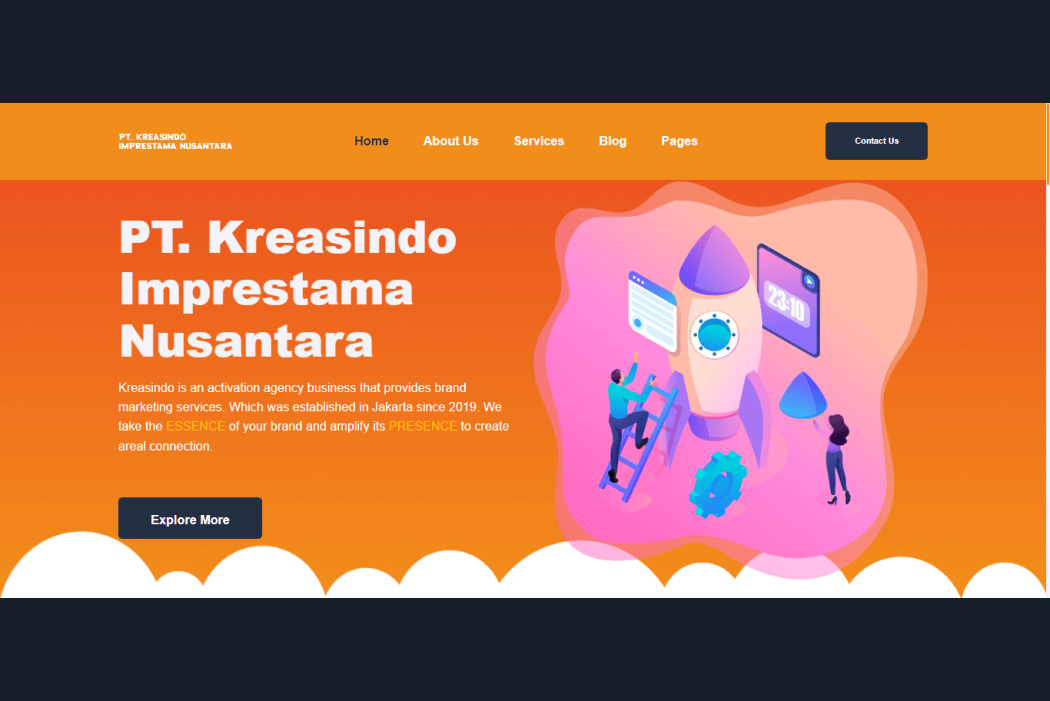 PT. KREASINDO
IMPRESTAMA NUSANTARA
Home About Us Services Blog Pages
Contact Us
PT. Kreasindo
Imprestama
Nusantara
Kreasindo is an activation agency business that provides brand
marketing services. Which was established in Jakarta since 2019. We
take the ESSENCE of your brand and amplify its PRESENCE to create
areal connection.
Explore More
23:10